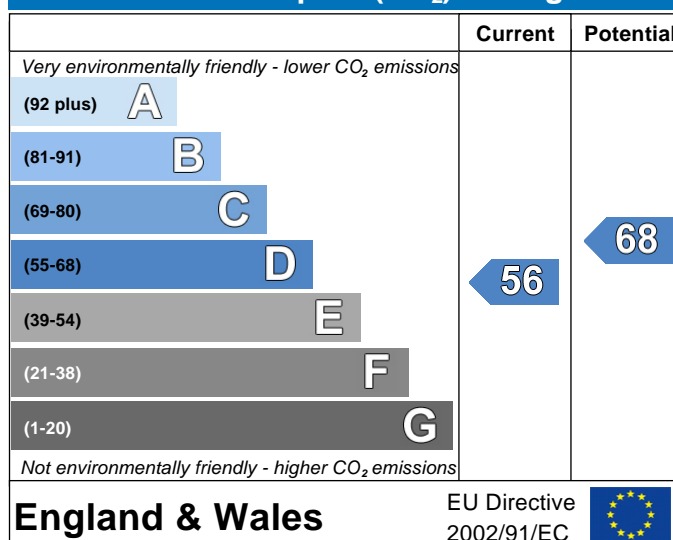 Current Potential
Very environmentally friendly - lower CO₂ emissions
(92 plus) A
(81-91) B
(69-80) C
(55-68) D
(39-54) E
(21-38) F
(1-20) G
56
68
Not environmentally friendly - higher CO₂ emissions
England & Wales
EU Directive
2002/91/EC